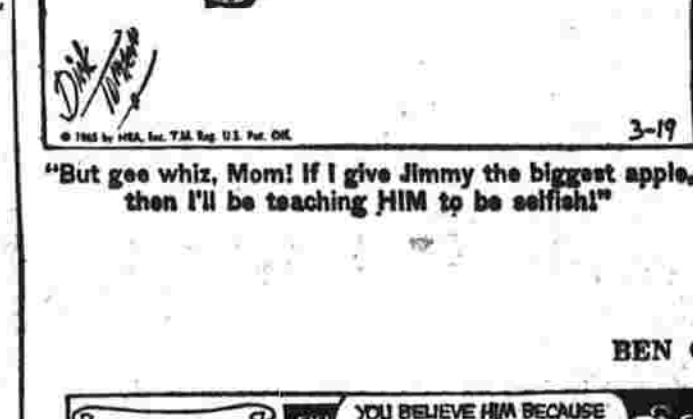 Dick
© 1965 by NEA, Inc. T.M. Reg. U.S. Pat. Off.
3-19
"But gee whiz, Mom! If I give Jimmy the biggest apple,
then I'll be teaching HIM to be selfish!"
BEN
YOU BELIEVE HIM BECAUSE